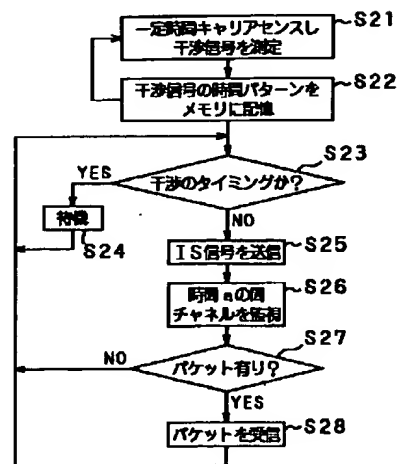 一定時間キャリアセンスし
干渉信号を測定
S21
干渉信号の時間パターンを
メモリに記憶
S22
干渉のタイミングか?
S23
YES
NO
待機
S24
IS信号を送信
S25
時間nの間
チャネルを監視
S26
パケット有り?
S27
NO
YES
パケットを受信
S28